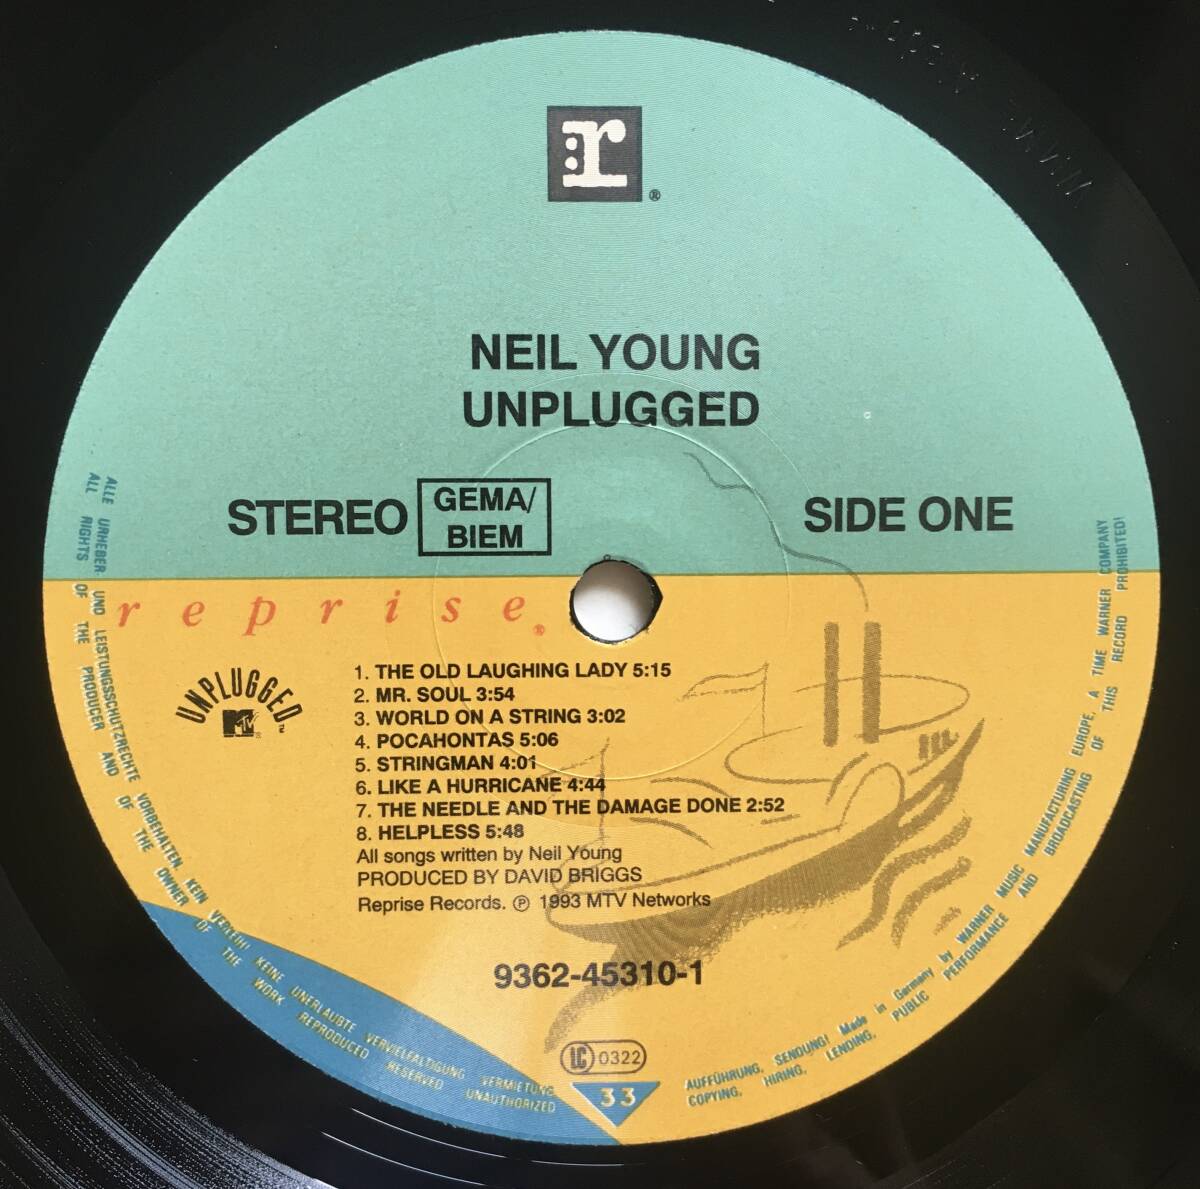 r®
NEIL YOUNG
UNPLUGGED
STEREO
GEMA/
BIEM
SIDE ONE
reprise®
UNPLUGGED™
MTV®
1. THE OLD LAUGHING LADY 5:15
2. MR. SOUL 3:54
3. WORLD ON A STRING 3:02
4. POCAHONTAS 5:06
5. STRINGMAN 4:01
6. LIKE A HURRICANE 4:44
7. THE NEEDLE AND THE DAMAGE DONE 2:52
8. HELPLESS 5:48
All songs written by Neil Young
PRODUCED BY DAVID BRIGGS
Reprise Records. ℗ 1993 MTV Networks
9362-45310-1
LC 0322
33
ALLE URHEBER- UND LEISTUNGSSCHUTZRECHTE VORBEHALTEN. KEIN VERLEIH! KEINE UNERLAUBTE VERVIELFÄLTIGUNG VERMIETUNG, AUFFÜHRUNG, SENDUNG! Made in Germany by WARNER MUSIC MANUFACTURING EUROPE, A TIME WARNER COMPANY
ALL RIGHTS OF THE PRODUCER AND OF THE OWNER OF THE WORK REPRODUCED RESERVED UNAUTHORIZED COPYING, HIRING, LENDING, PUBLIC PERFORMANCE AND BROADCASTING OF THIS RECORD PROHIBITED!